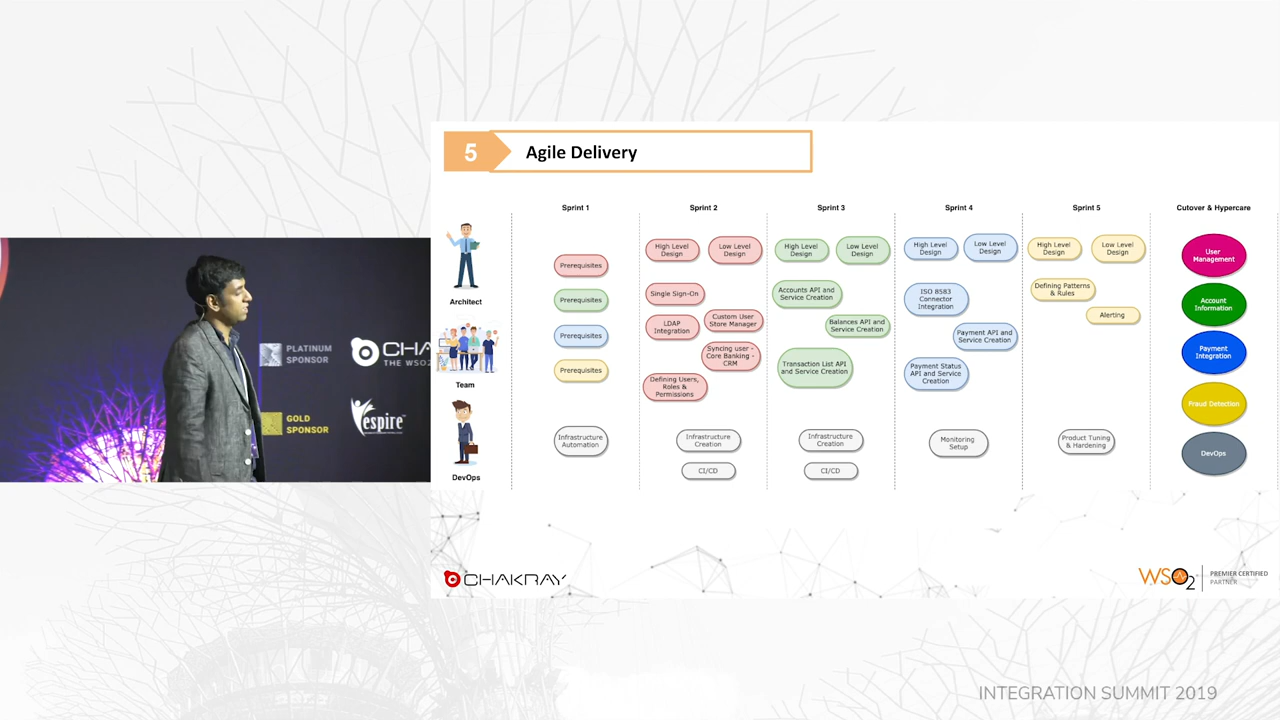 5
Agile Delivery
Sprint 1
Sprint 2
Sprint 3
Sprint 4
Sprint 5
Cutover & Hypercare
Architect
Team
DevOps
Prerequisites
Prerequisites
Prerequisites
Prerequisites
Infrastructure
Automation
High Level
Design
Low Level
Design
Single Sign-On
LDAP
Integration
Custom User
Store Manager
Syncing user -
Core Banking -
CRM
Defining Users,
Roles &
Permissions
Infrastructure
Creation
CI/CD
High Level
Design
Low Level
Design
Accounts API and
Service Creation
Balances API and
Service Creation
Transaction List API
and Service Creation
Infrastructure
Creation
CI/CD
High Level
Design
Low Level
Design
ISO 8583
Connector
Integration
Payment API and
Service Creation
Payment Status
API and Service
Creation
Monitoring
Setup
High Level
Design
Low Level
Design
Defining Patterns
& Rules
Alerting
Product Tuning
& Hardening
User
Management
Account
Information
Payment
Integration
Fraud Detection
DevOps
PLATINUM
SPONSOR
CHA
THE WSO2
GOLD
SPONSOR
espire
CHAKRAY
WSO2
PREMIER CERTIFIED
PARTNER
INTEGRATION SUMMIT 2019